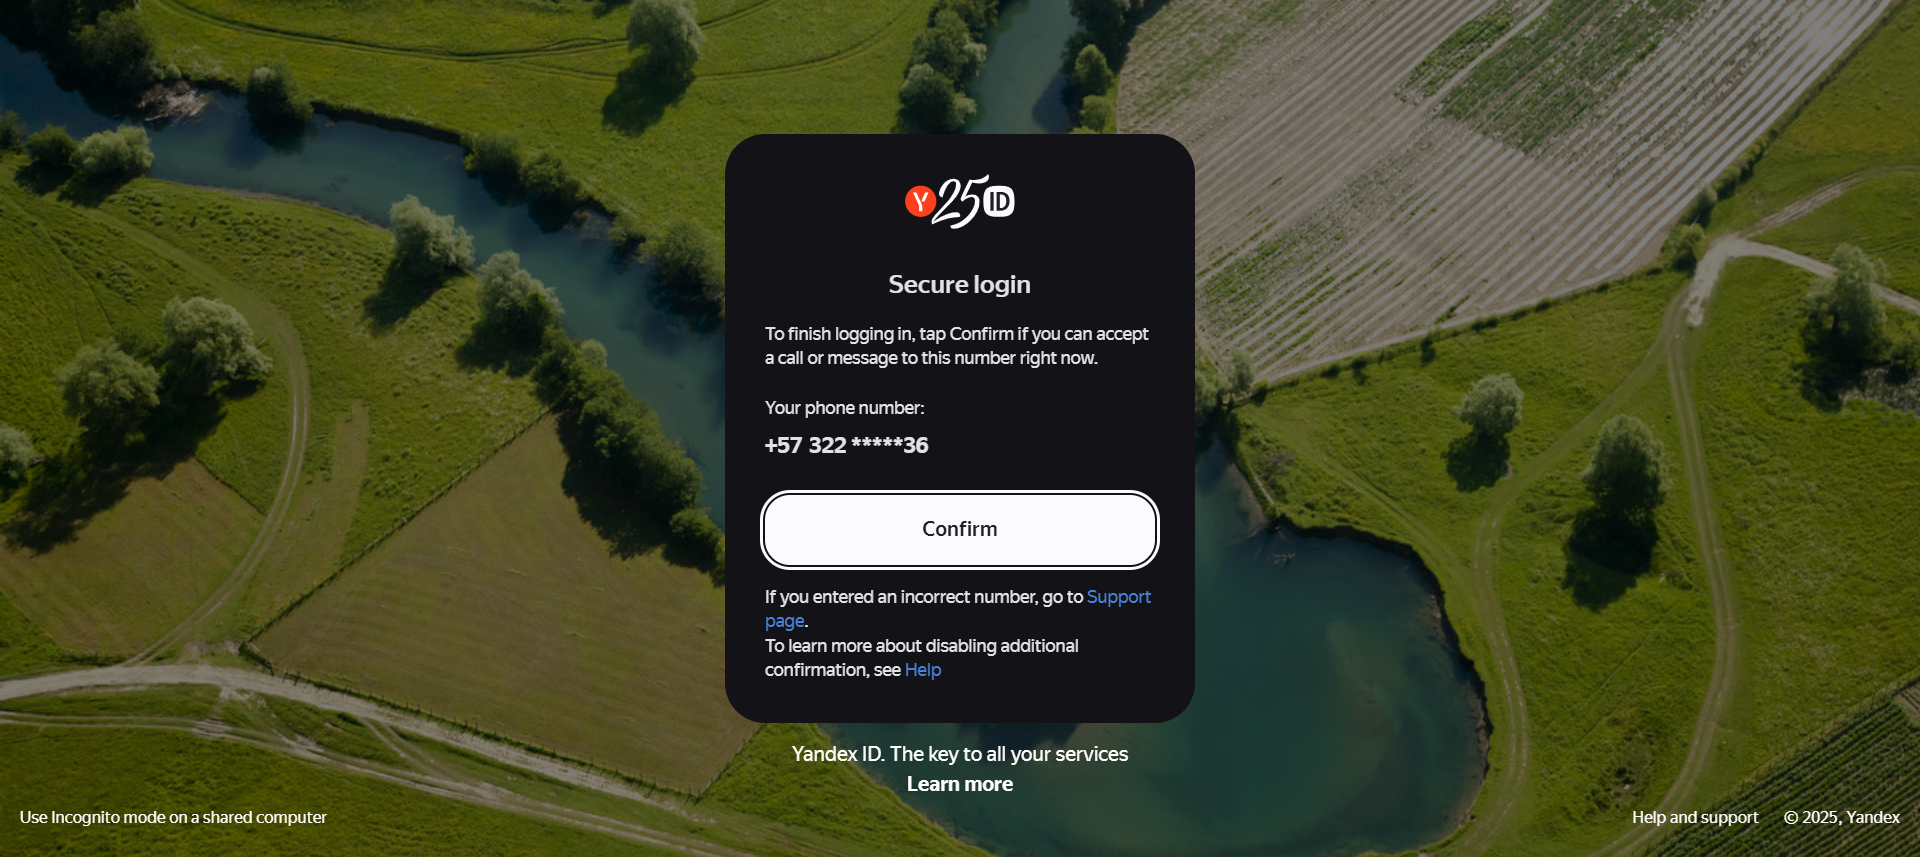 Y 25 ID
Secure login
To finish logging in, tap Confirm if you can accept
a call or message to this number right now.
Your phone number:
+57 322 *****36
Confirm
If you entered an incorrect number, go to Support
page.
To learn more about disabling additional
confirmation, see Help
Yandex ID. The key to all your services
Learn more
Use Incognito mode on a shared computer
Help and support
© 2025, Yandex